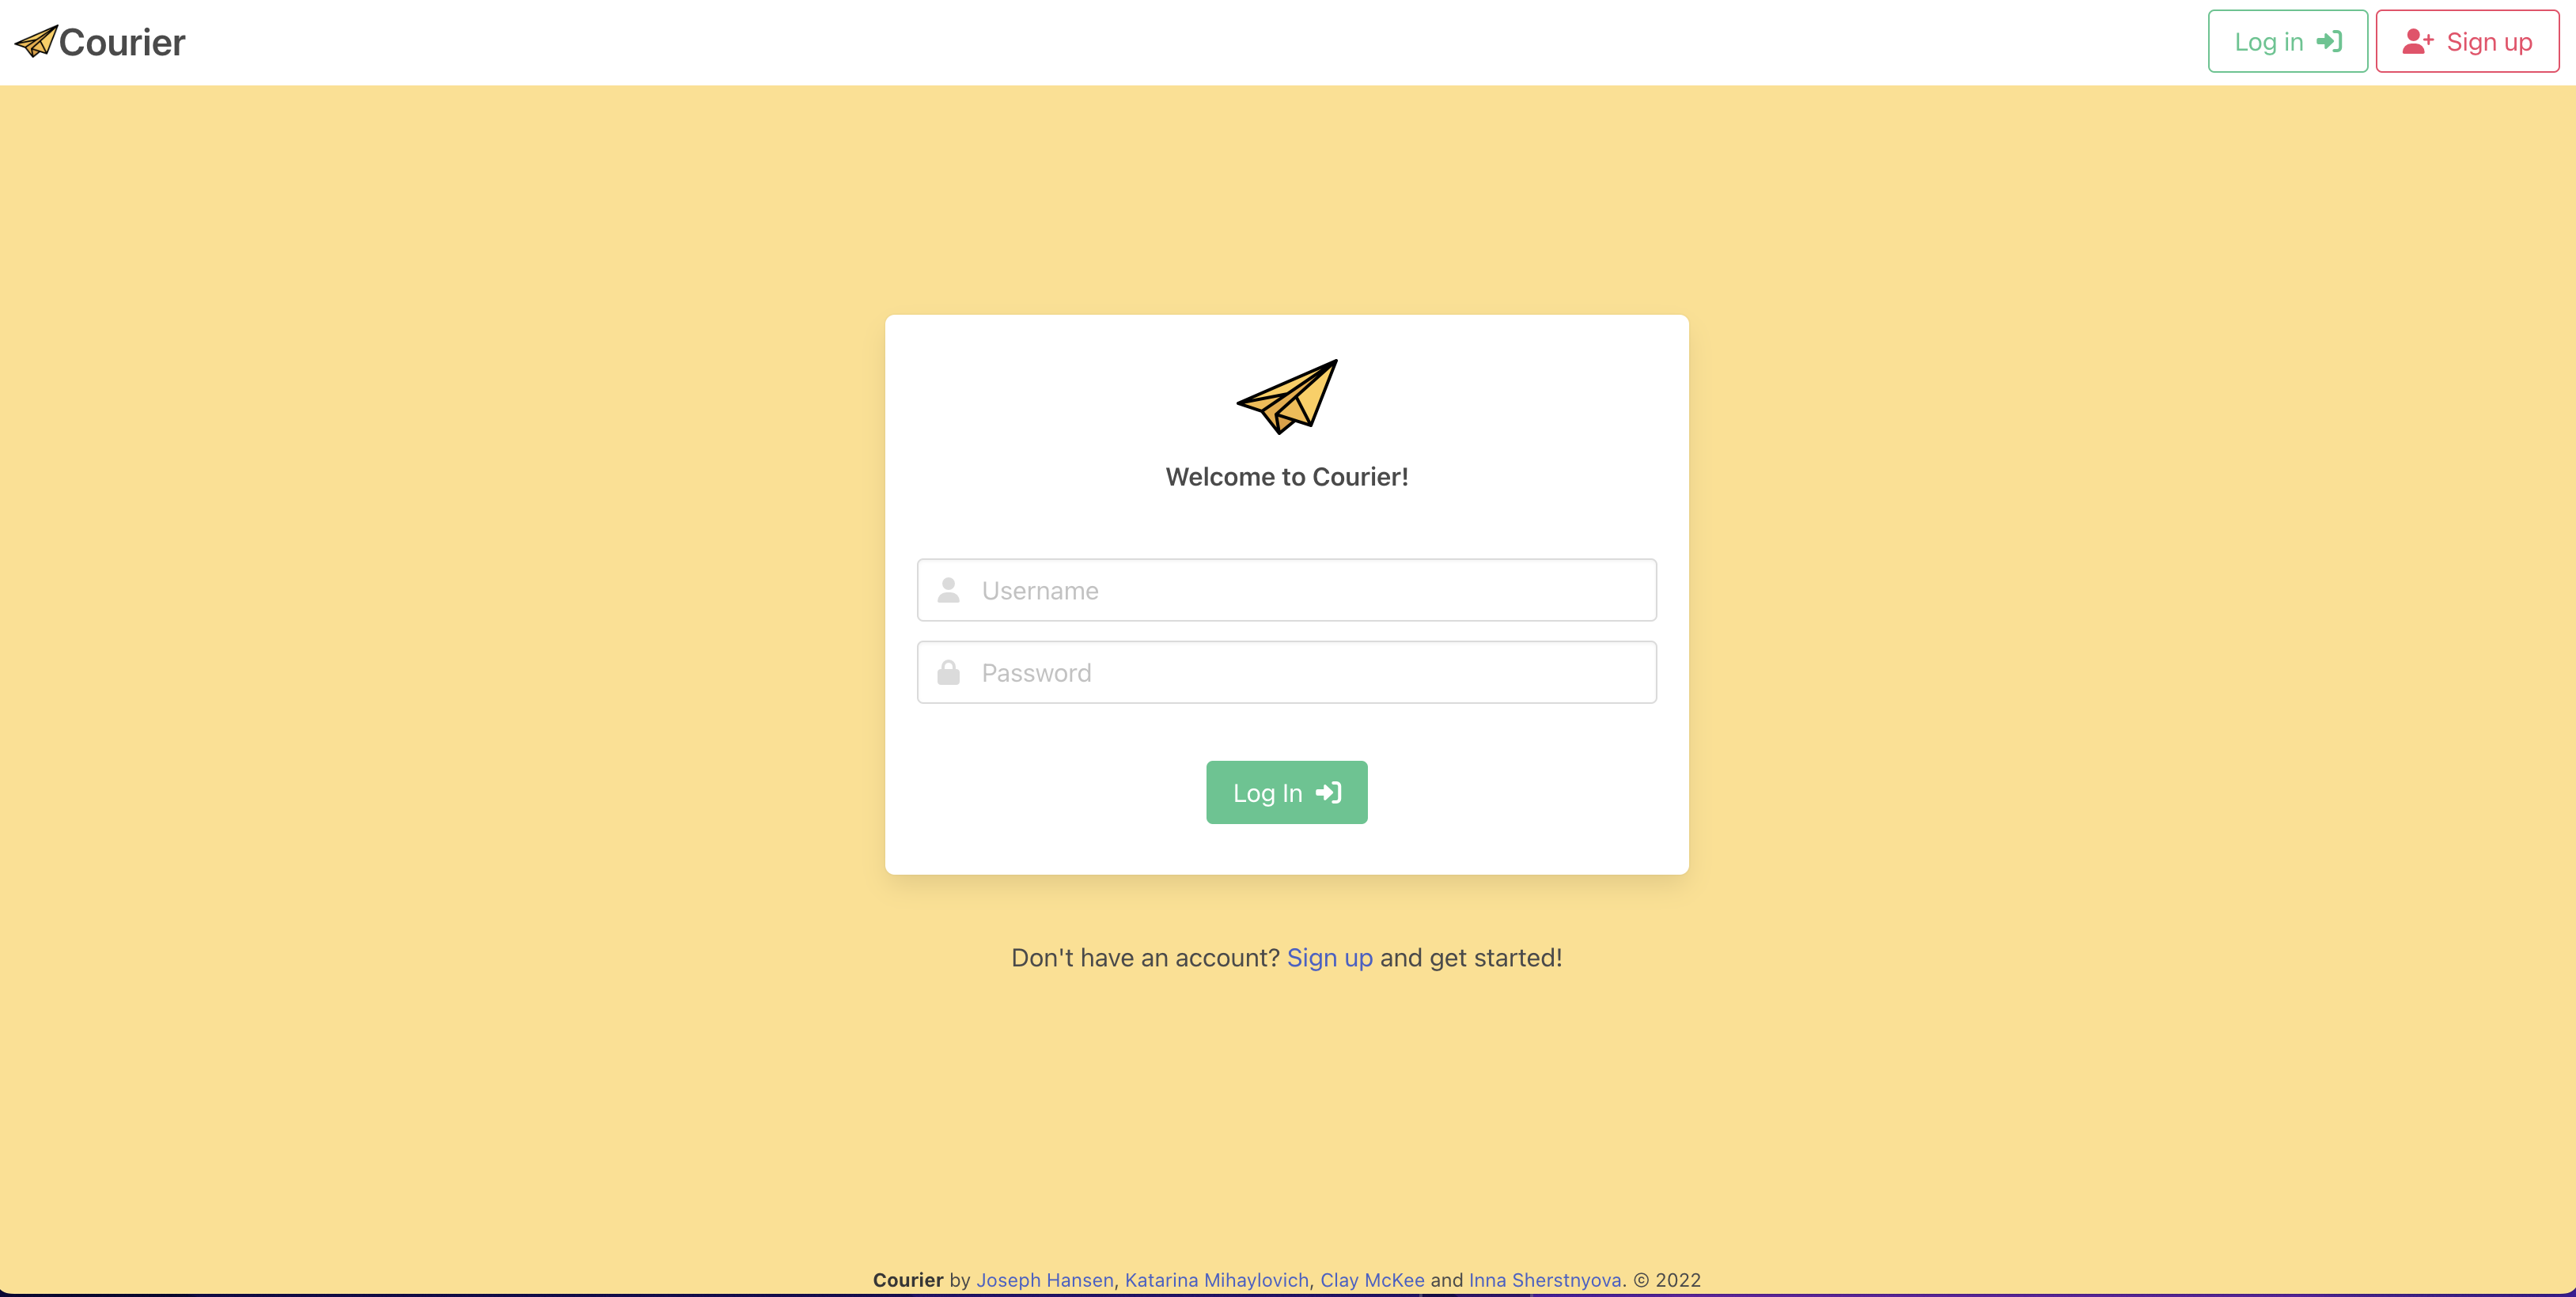 Courier
Log in
Sign up
Welcome to Courier!
Username
Password
Log In
Don't have an account? Sign up and get started!
Courier by Joseph Hansen, Katarina Mihaylovich, Clay McKee and Inna Sherstnyova. © 2022